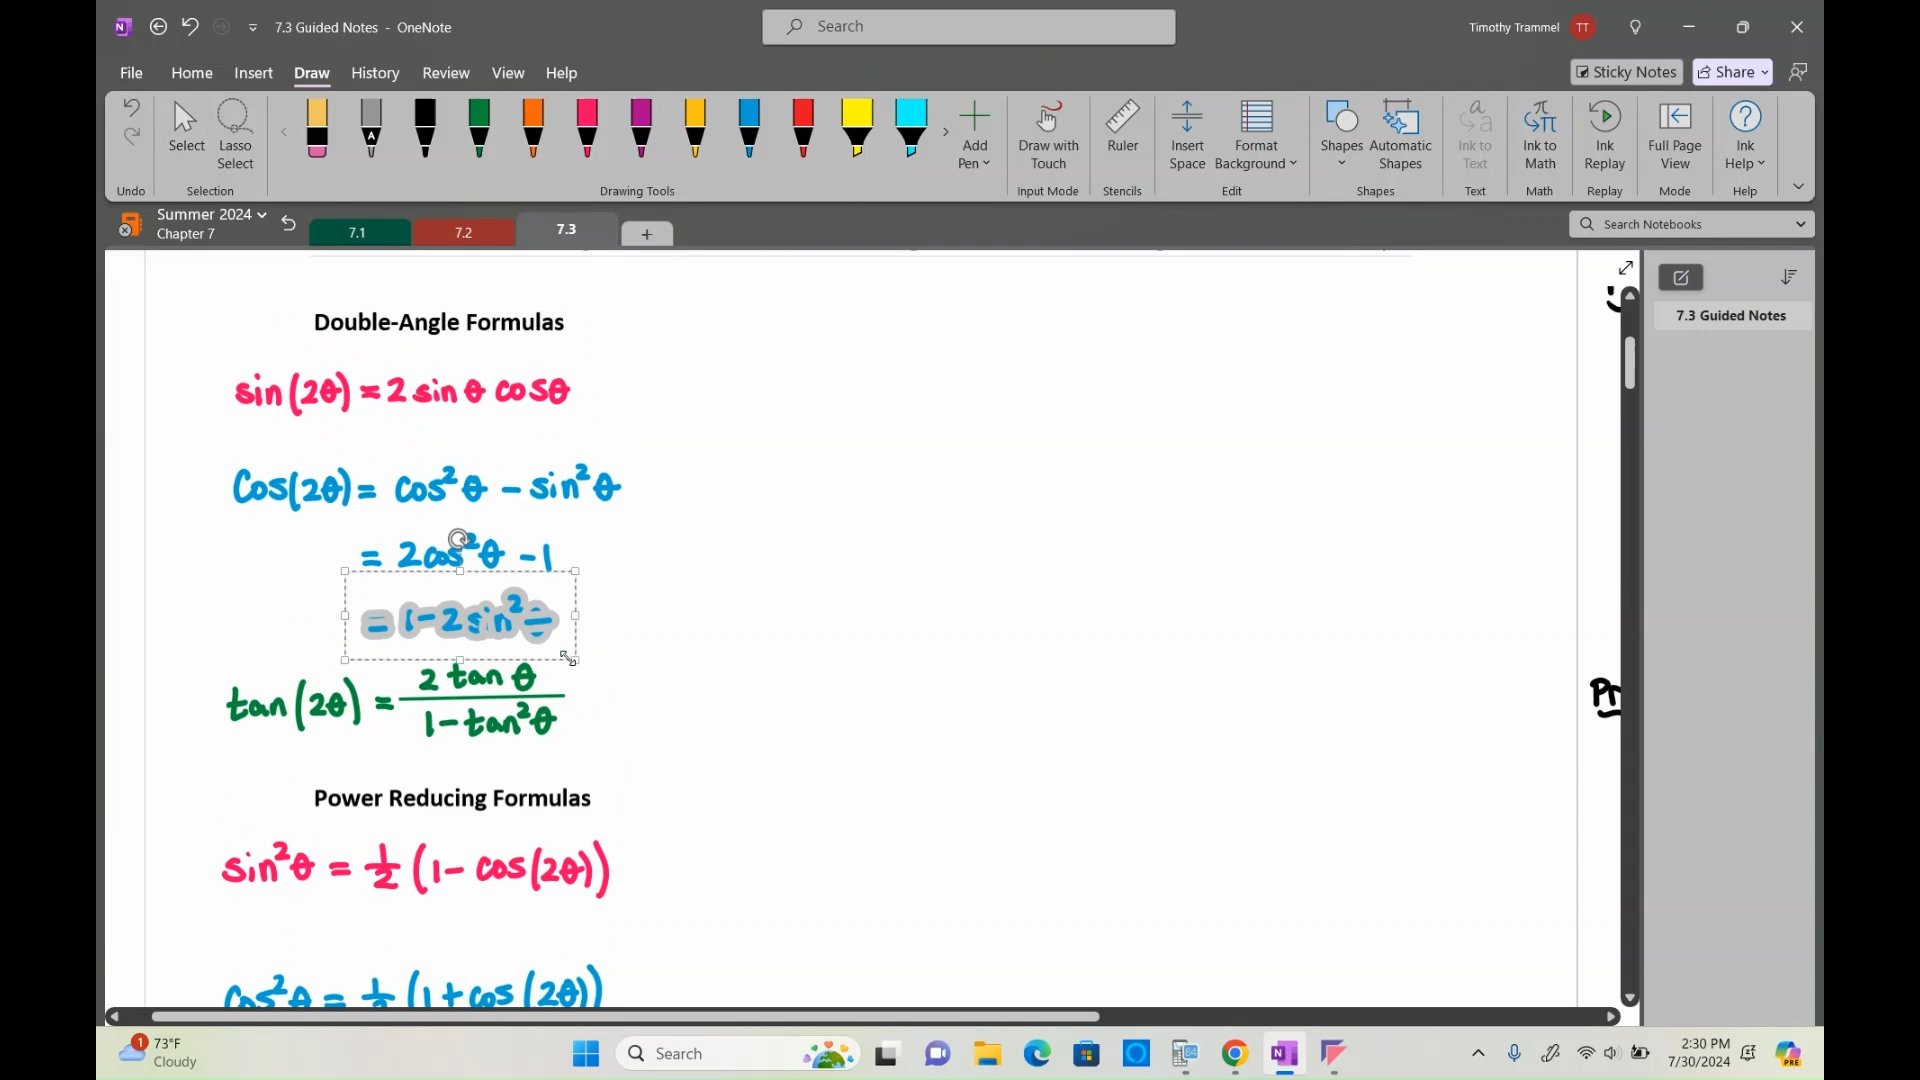 7.3 Guided Notes - OneNote
Search
Timothy Trammel
TT
File Home Insert Draw History Review View Help
Sticky Notes
Share
Undo
Select
Lasso Select
Selection
Drawing Tools
Add Pen
Draw with Touch
Input Mode
Ruler
Stencils
Insert Space
Format Background
Edit
Shapes
Automatic Shapes
Shapes
Ink to Text
Text
Ink to Math
Math
Ink Replay
Replay
Full Page View
Mode
Ink Help
Help
Summer 2024
Chapter 7
7.1
7.2
7.3
Search Notebooks
7.3 Guided Notes
Double-Angle Formulas
sin(2θ) = 2 sin θ cos θ
Cos(2θ) = cos²θ - sin²θ
= 2cos²θ - 1
= 1 - 2 sin²θ
tan(2θ) = 2 tan θ
1 - tan²θ
Power Reducing Formulas
sin²θ = 1/2 (1 - cos(2θ))
Cos²θ = 1/2 (1 + cos(2θ))
1
73°F
Cloudy
Search
2:30 PM
7/30/2024
PRE